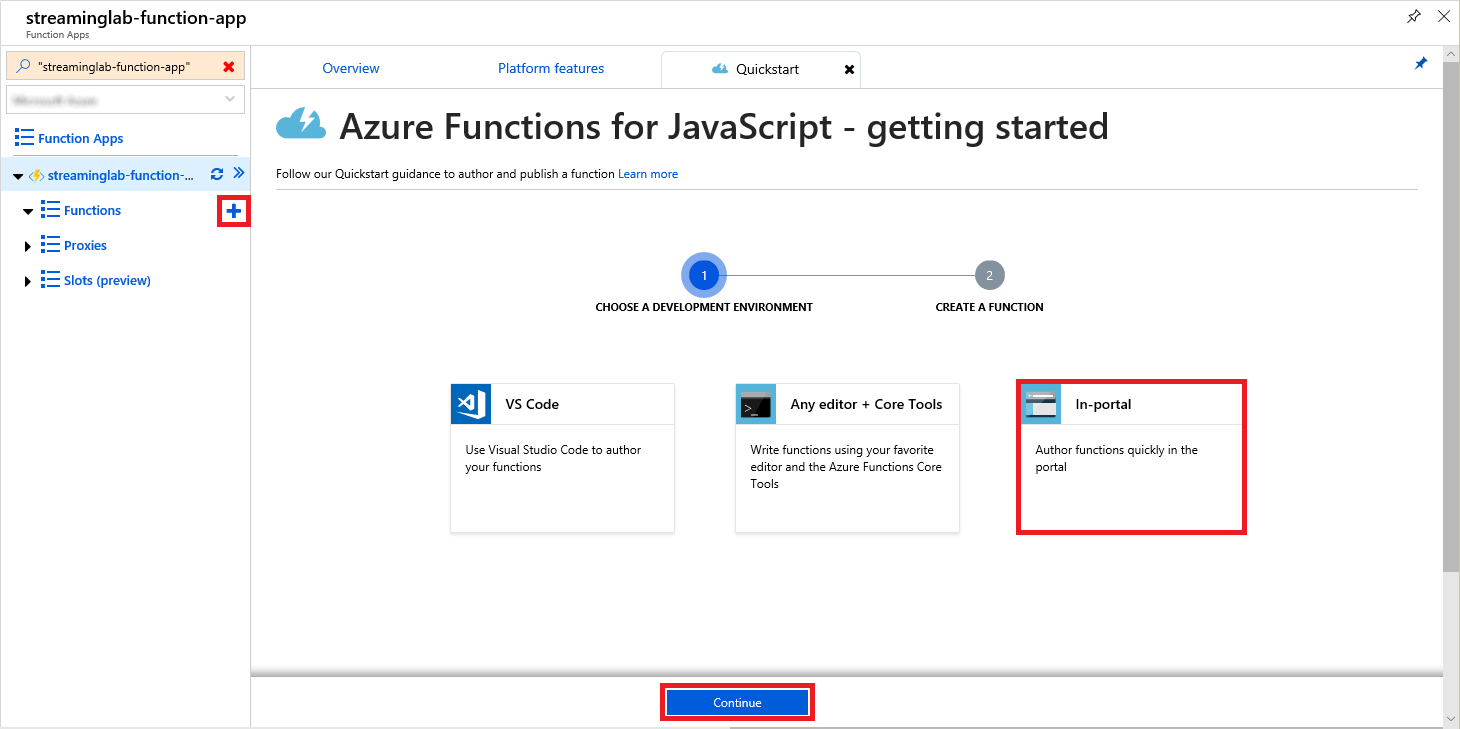 streaminglab-function-app
Function Apps
"streaminglab-function-app"
Function Apps
streaminglab-function-...
Functions
Proxies
Slots (preview)
Overview
Platform features
Quickstart
Azure Functions for JavaScript - getting started
Follow our Quickstart guidance to author and publish a function Learn more
1
2
CHOOSE A DEVELOPMENT ENVIRONMENT
CREATE A FUNCTION
VS Code
Use Visual Studio Code to author
your functions
Any editor + Core Tools
Write functions using your favorite
editor and the Azure Functions Core
Tools
In-portal
Author functions quickly in the
portal
Continue